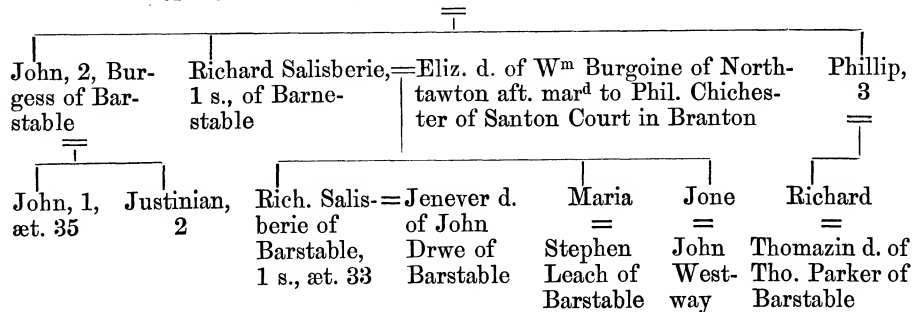 =
John, 2, Bur-
gess of Bar-
stable
=
Richard Salisberie,
1 s., of Barne-
stable
=
Eliz. d. of Wᵐ Burgoine of North-
tawton aft. marᵈ to Phil. Chiches-
ter of Santon Court in Branton
Phillip,
3
=
John, 1,
æt. 35
Justinian,
2
Rich. Salis-
berie of
Barstable,
1 s., æt. 33
=
Jenever d.
of John
Drwe of
Barstable
Maria
=
Stephen
Leach of
Barstable
Jone
=
John
West-
way
Richard
=
Thomazin d. of
Tho. Parker of
Barstable